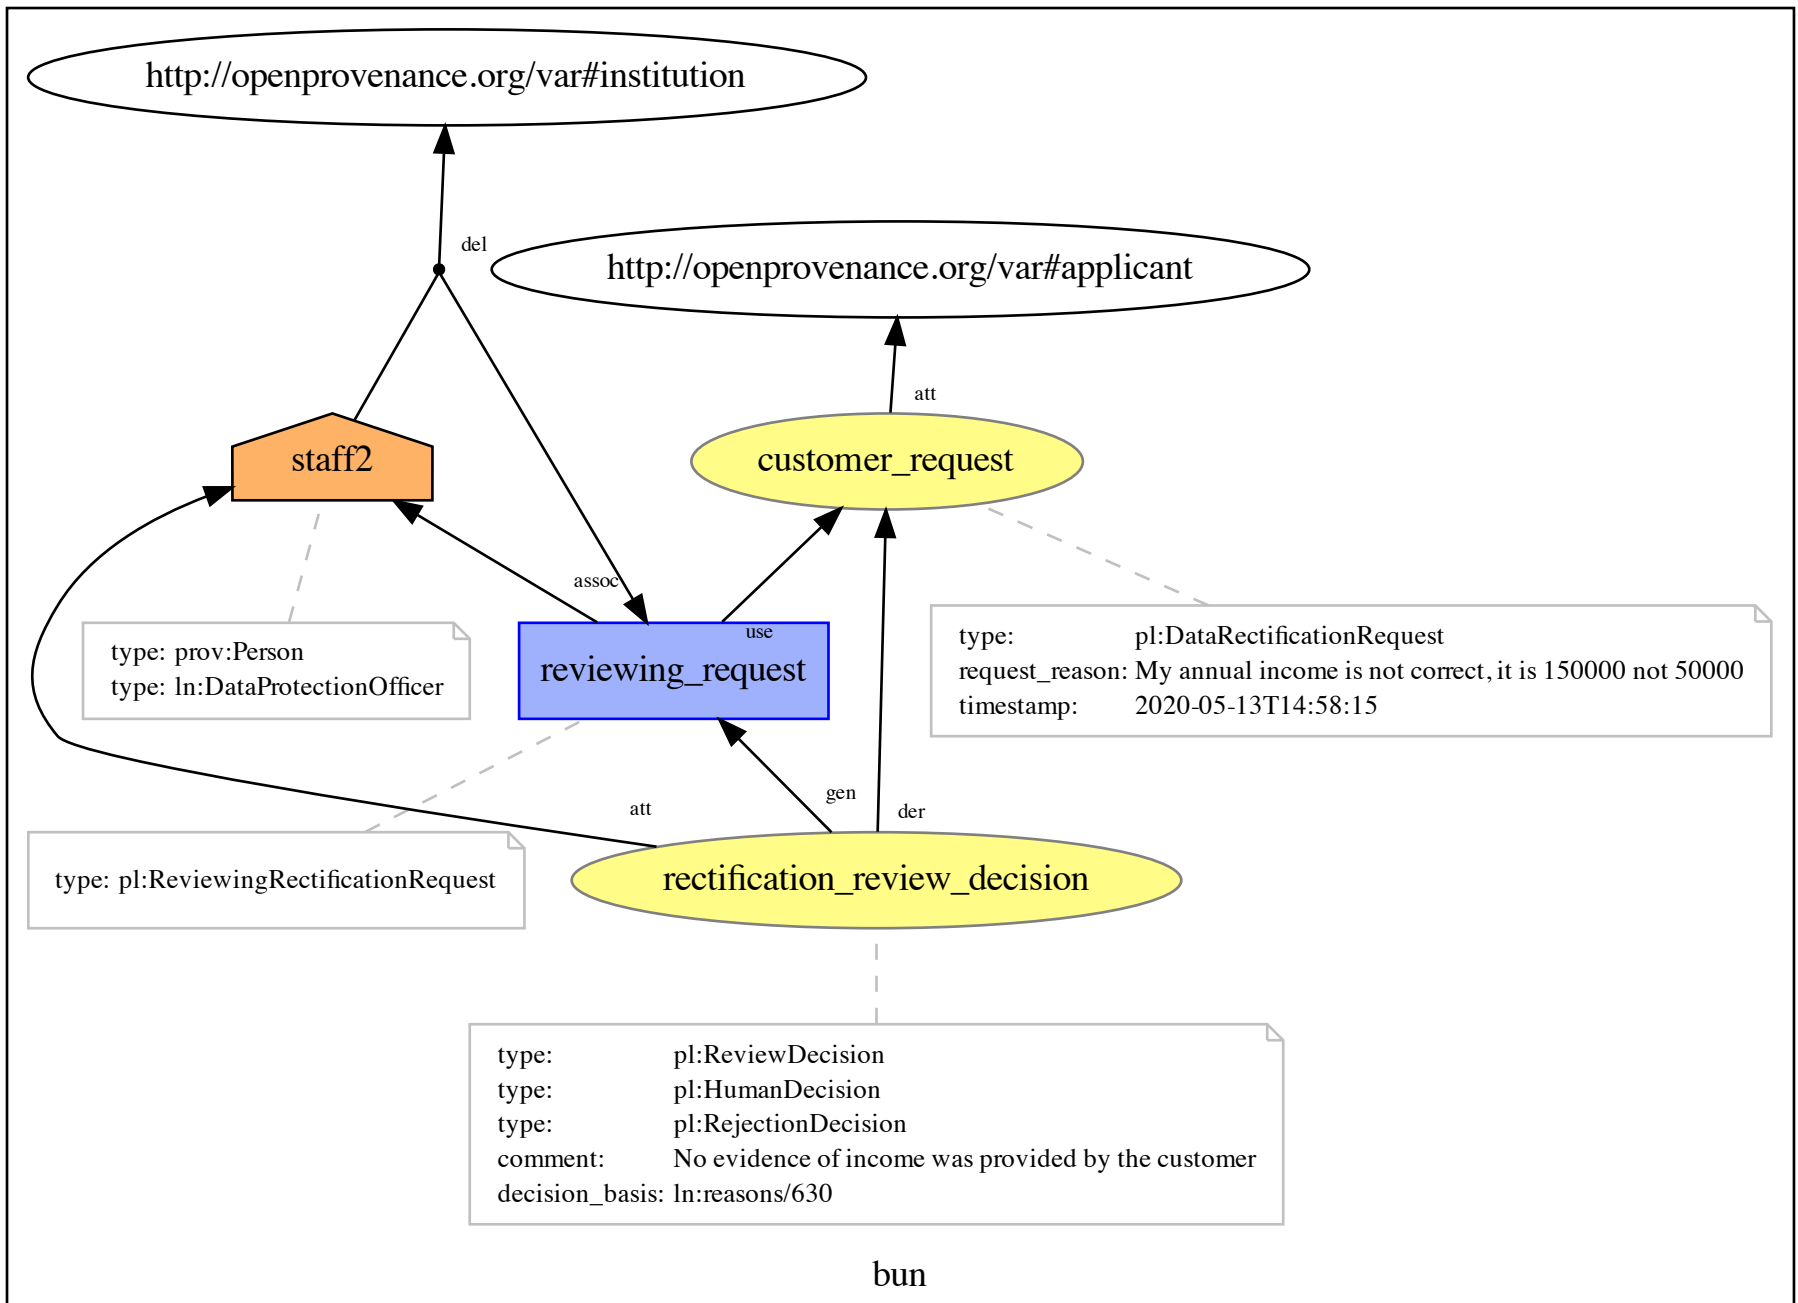 http://openprovenance.org/var#institution
del
http://openprovenance.org/var#applicant
att
staff2
customer_request
assoc
use
type: prov:Person
type: ln:DataProtectionOfficer
reviewing_request
type: pl:DataRectificationRequest
request_reason: My annual income is not correct, it is 150000 not 50000
timestamp: 2020-05-13T14:58:15
att
gen
der
type: pl:ReviewingRectificationRequest
rectification_review_decision
type: pl:ReviewDecision
type: pl:HumanDecision
type: pl:RejectionDecision
comment: No evidence of income was provided by the customer
decision_basis: ln:reasons/630
bun